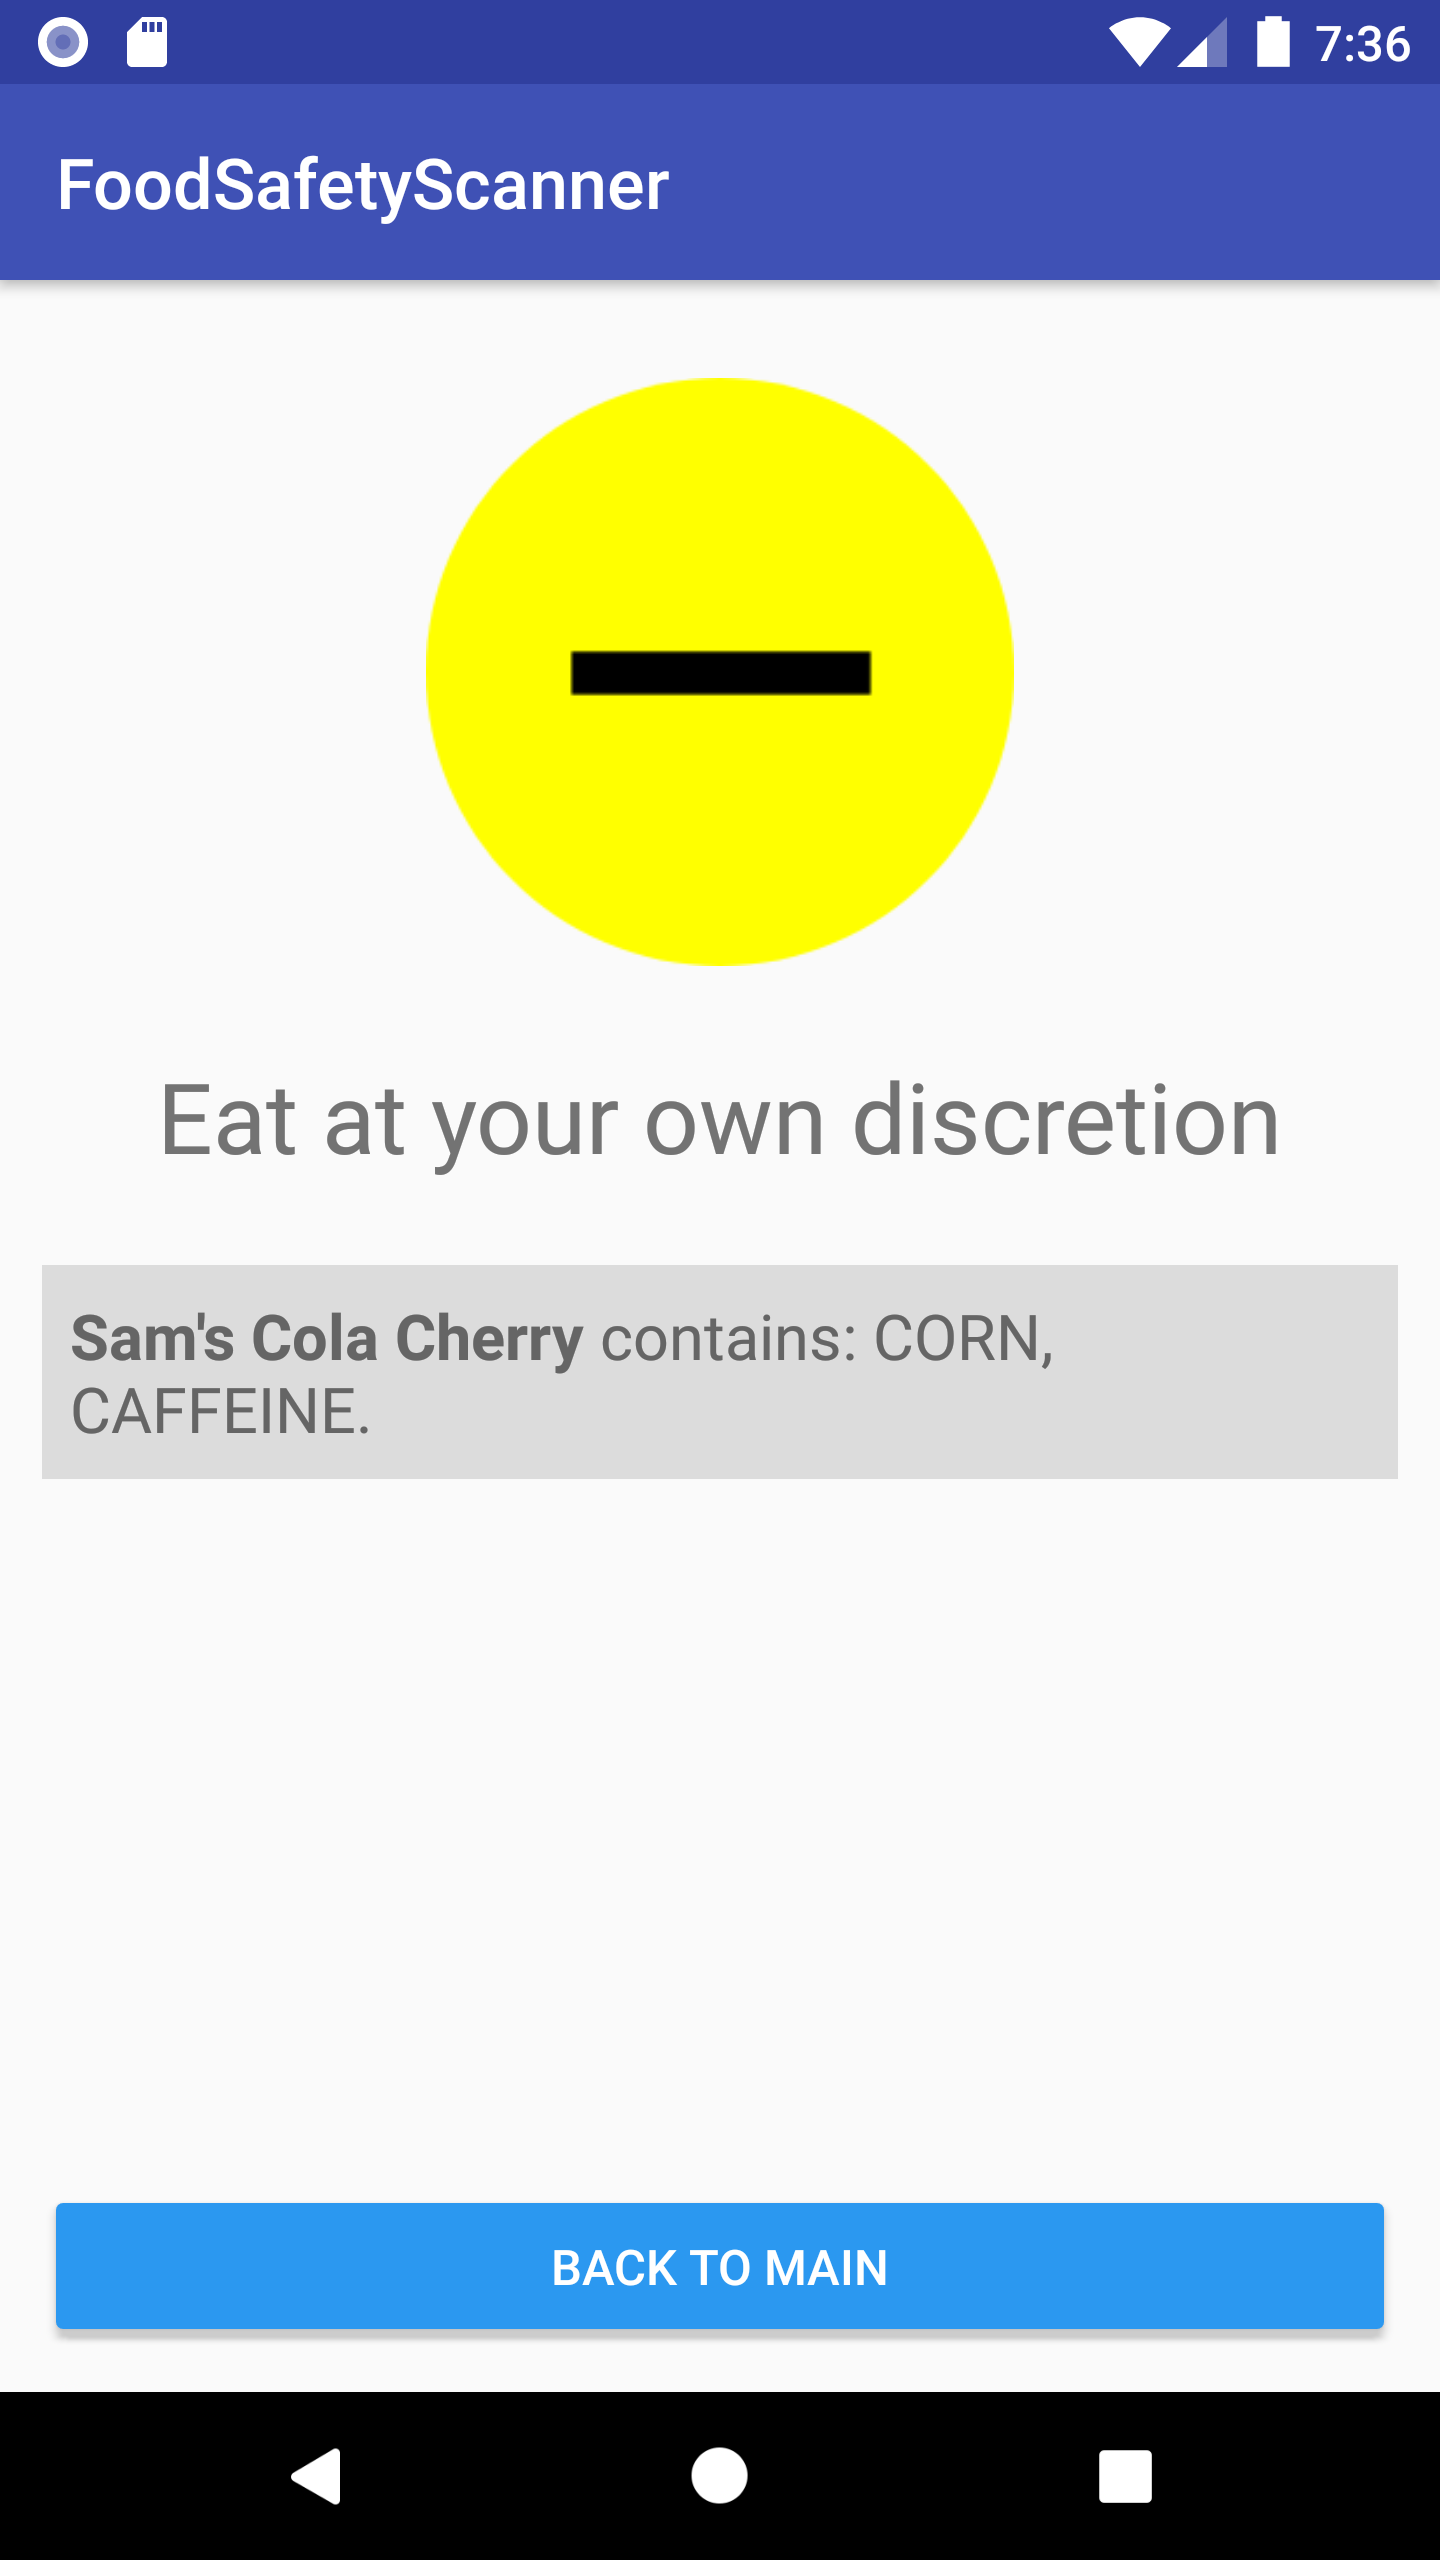 7:36
FoodSafetyScanner
Eat at your own discretion
Sam's Cola Cherry contains: CORN,
CAFFEINE.
BACK TO MAIN